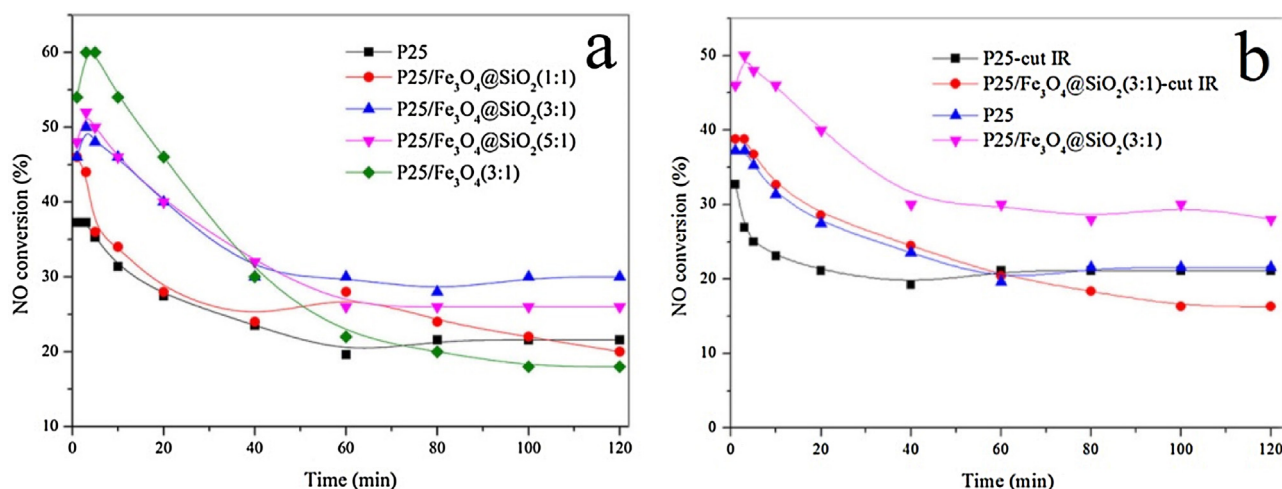 a
P25
P25/Fe₃O₄@SiO₂(1:1)
P25/Fe₃O₄@SiO₂(3:1)
P25/Fe₃O₄@SiO₂(5:1)
P25/Fe₃O₄(3:1)
NO conversion (%)
60
50
40
30
20
10
0 20 40 60 80 100 120
Time (min)
b
P25-cut IR
P25/Fe₃O₄@SiO₂(3:1)-cut IR
P25
P25/Fe₃O₄@SiO₂(3:1)
NO conversion (%)
50
40
30
20
10
0
0 20 40 60 80 100 120
Time (min)